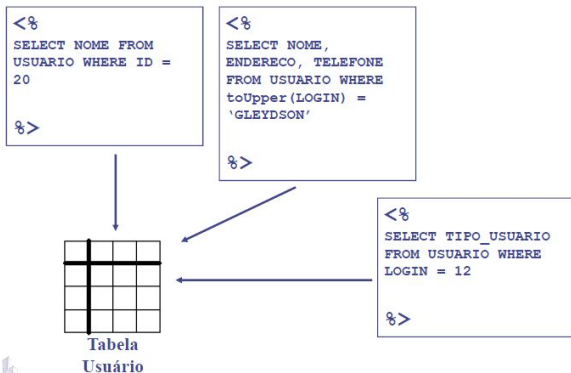 <%
SELECT NOME FROM
USUARIO WHERE ID =
20
%>
<%
SELECT NOME,
ENDERECO, TELEFONE
FROM USUARIO WHERE
toUpper(LOGIN) =
‘GLEYDSON’
%>
<%
SELECT TIPO_USUARIO
FROM USUARIO WHERE
LOGIN = 12
%>
Tabela
Usuário